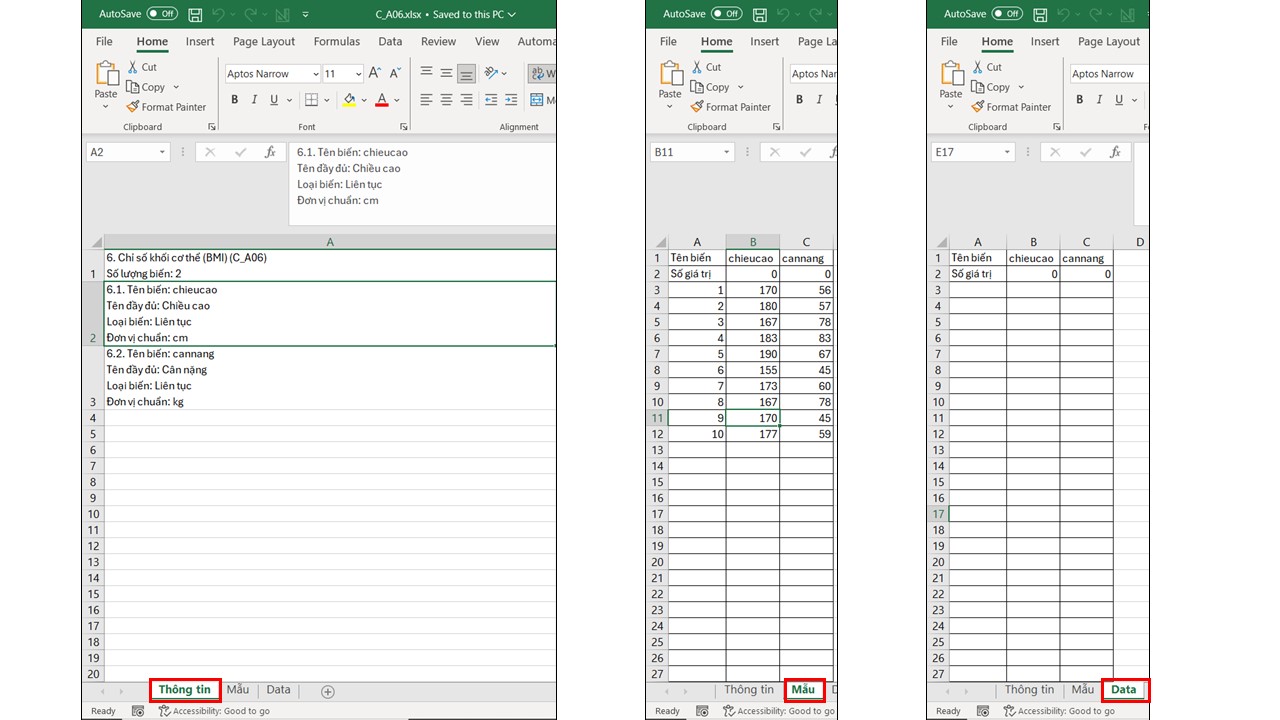 AutoSave Off C_A06.xlsx • Saved to this PC
File Home Insert Page Layout Formulas Data Review View Automa
Paste Cut
Copy
Format Painter
Aptos Narrow 11 A A
B I U A
Clipboard Font Alignment
A2 fx 6.1. Tên biến: chieucao
Tên đầy đủ: Chiều cao
Loại biến: Liên tục
Đơn vị chuẩn: cm
A
1 6. Chỉ số khối cơ thể (BMI) (C_A06)
Số lượng biến: 2
2 6.1. Tên biến: chieucao
Tên đầy đủ: Chiều cao
Loại biến: Liên tục
Đơn vị chuẩn: cm
3 6.2. Tên biến: cannang
Tên đầy đủ: Cân nặng
Loại biến: Liên tục
Đơn vị chuẩn: kg
4
5
6
7
8
9
10
11
12
13
14
15
16
17
18
19
20
Thông tin Mẫu Data
Ready Accessibility: Good to go
AutoSave Off
File Home Insert Page La
Paste Cut
Copy
Format Painter
Aptos Narr
B I
Clipboard
B11
A B C
1 Tên biến chieucao cannang
2 Số giá trị 0 0
3 1 170 56
4 2 180 57
5 3 167 78
6 4 183 83
7 5 190 67
8 6 155 45
9 7 173 60
10 8 167 78
11 9 170 45
12 10 177 59
13
14
15
16
17
18
19
20
21
22
23
24
25
26
27
Thông tin Mẫu
Ready Accessibility: Good to go
AutoSave Off
File Home Insert Page Layout
Paste Cut
Copy
Format Painter
Aptos Narrow
B I U
Clipboard
E17 fx
A B C D
1 Tên biến chieucao cannang
2 Số giá trị 0 0
3
4
5
6
7
8
9
10
11
12
13
14
15
16
17
18
19
20
21
22
23
24
25
26
27
Thông tin Mẫu Data
Ready Accessibility: Good to go